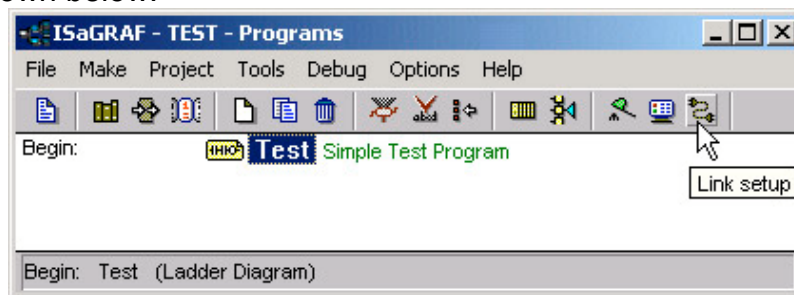 ISaGRAF - TEST - Programs
File Make Project Tools Debug Options Help
Begin: Test Simple Test Program
Link setup
Begin: Test (Ladder Diagram)